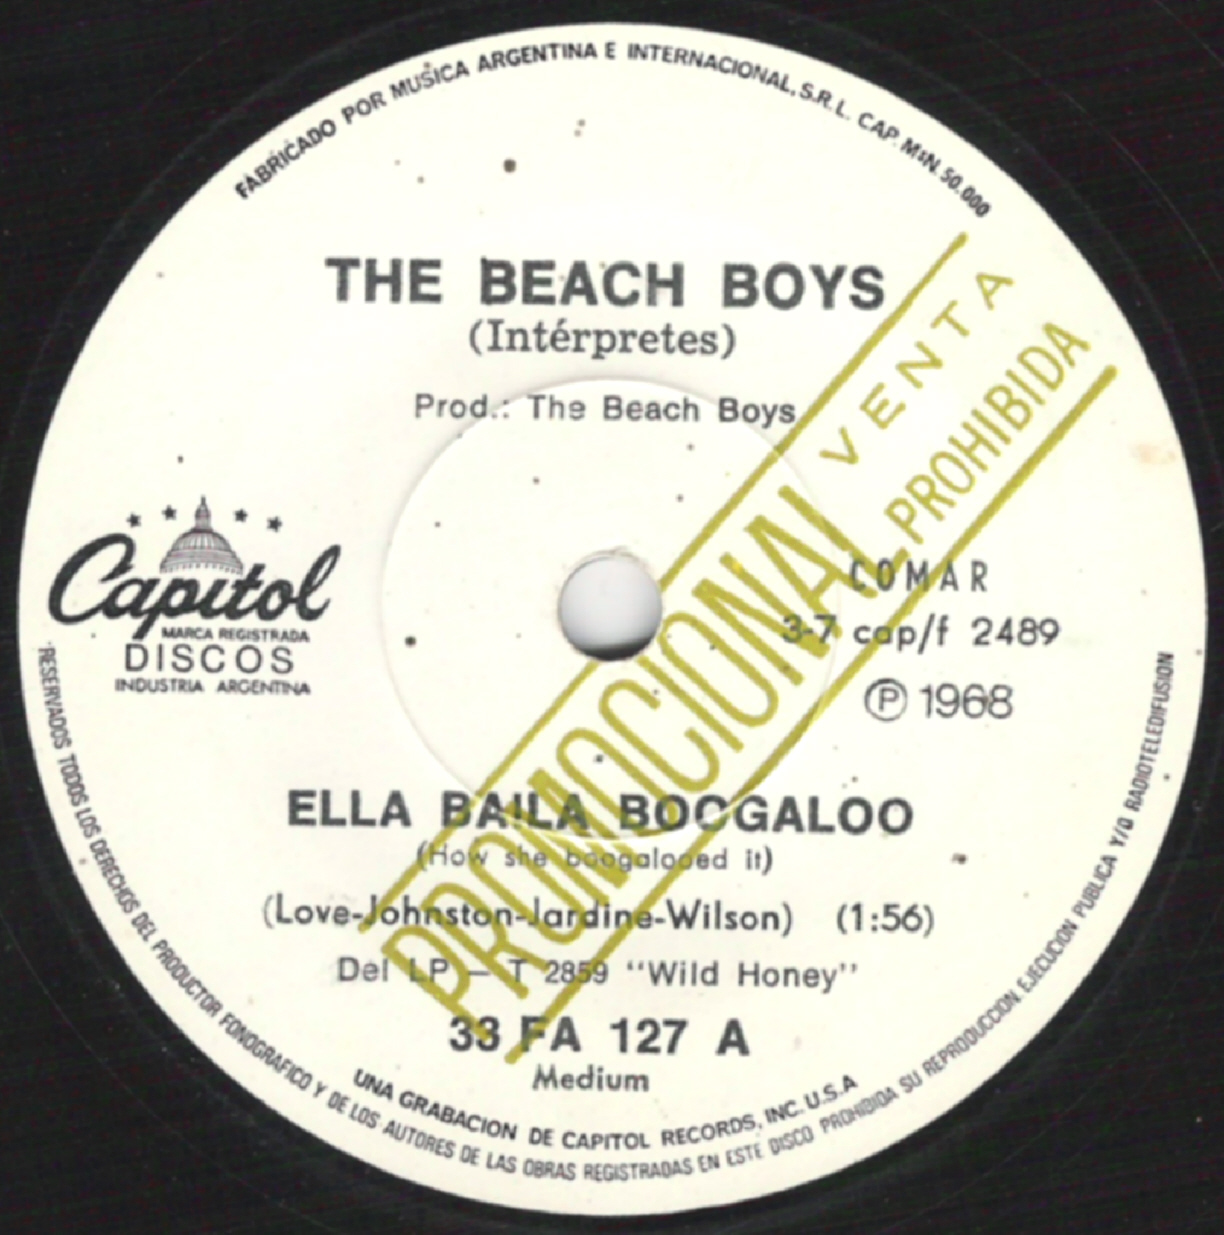 FABRICADO POR MUSICA ARGENTINA E INTERNACIONAL, S.R.L. CAP. M$N. 50.000
THE BEACH BOYS
(Intérpretes)
Prod.: The Beach Boys
VENTA
PROHIBIDA
PROMOCIONAL
Capitol
MARCA REGISTRADA
DISCOS
INDUSTRIA ARGENTINA
COMAR
3-7 cap/f 2489
Ⓟ 1968
ELLA BAILA BOOGALOO
(How she boogalooed it)
(Love-Johnston-Jardine-Wilson) (1:56)
Del LP — T 2859 "Wild Honey"
33 FA 127 A
Medium
UNA GRABACION DE CAPITOL RECORDS, INC. U.S.A
RESERVADOS TODOS LOS DERECHOS DEL PRODUCTOR FONOGRAFICO Y DE LOS AUTORES DE LAS OBRAS REGISTRADAS EN ESTE DISCO PROHIBIDA SU REPRODUCCION EJECUCION PUBLICA Y/O RADIOTELEDIFUSION